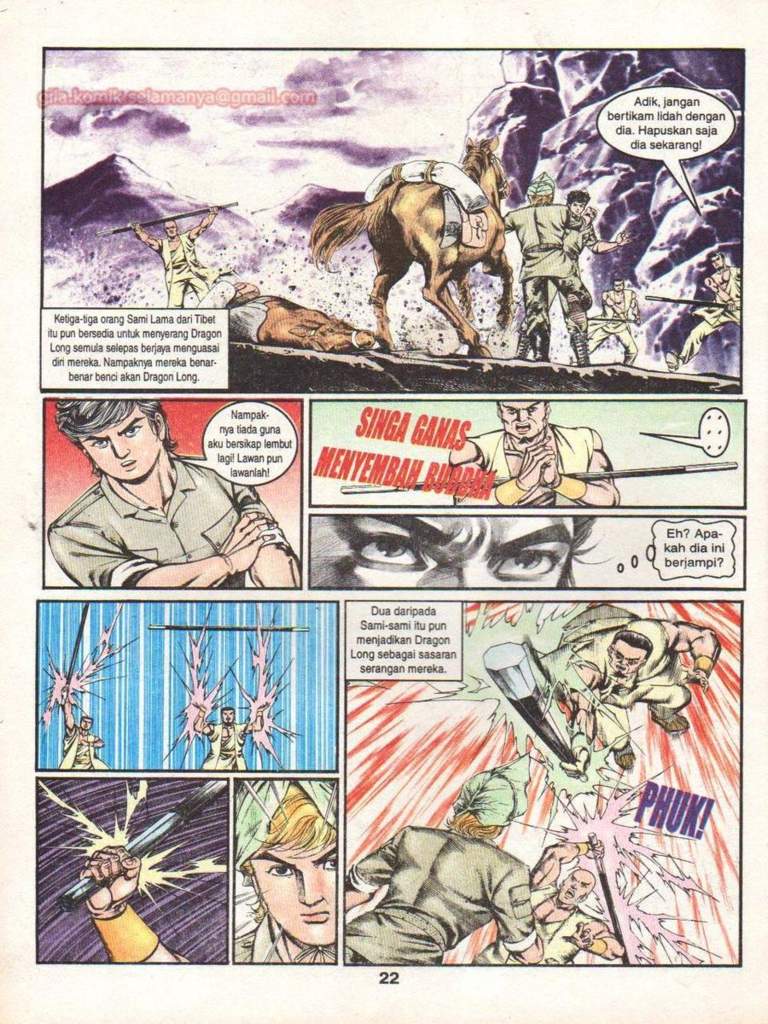 gila.komik.selamanya@gmail.com
Adik, jangan
bertikam lidah dengan
dia. Hapuskan saja
dia sekarang!
Ketiga-tiga orang Sami Lama dari Tibet
itu pun bersedia untuk menyerang Dragon
Long semula selepas berjaya menguasai
diri mereka. Nampaknya mereka benar-
benar benci akan Dragon Long.
Nampak-
nya tiada guna
aku bersikap lembut
lagi! Lawan pun
lawanlah!
SINGA GANAS
MENYEMBAH BUDDHA
Eh? Apa-
kah dia ini
berjampi?
Dua daripada
Sami-sami itu pun
menjadikan Dragon
Long sebagai sasaran
serangan mereka.
PHUK!
22